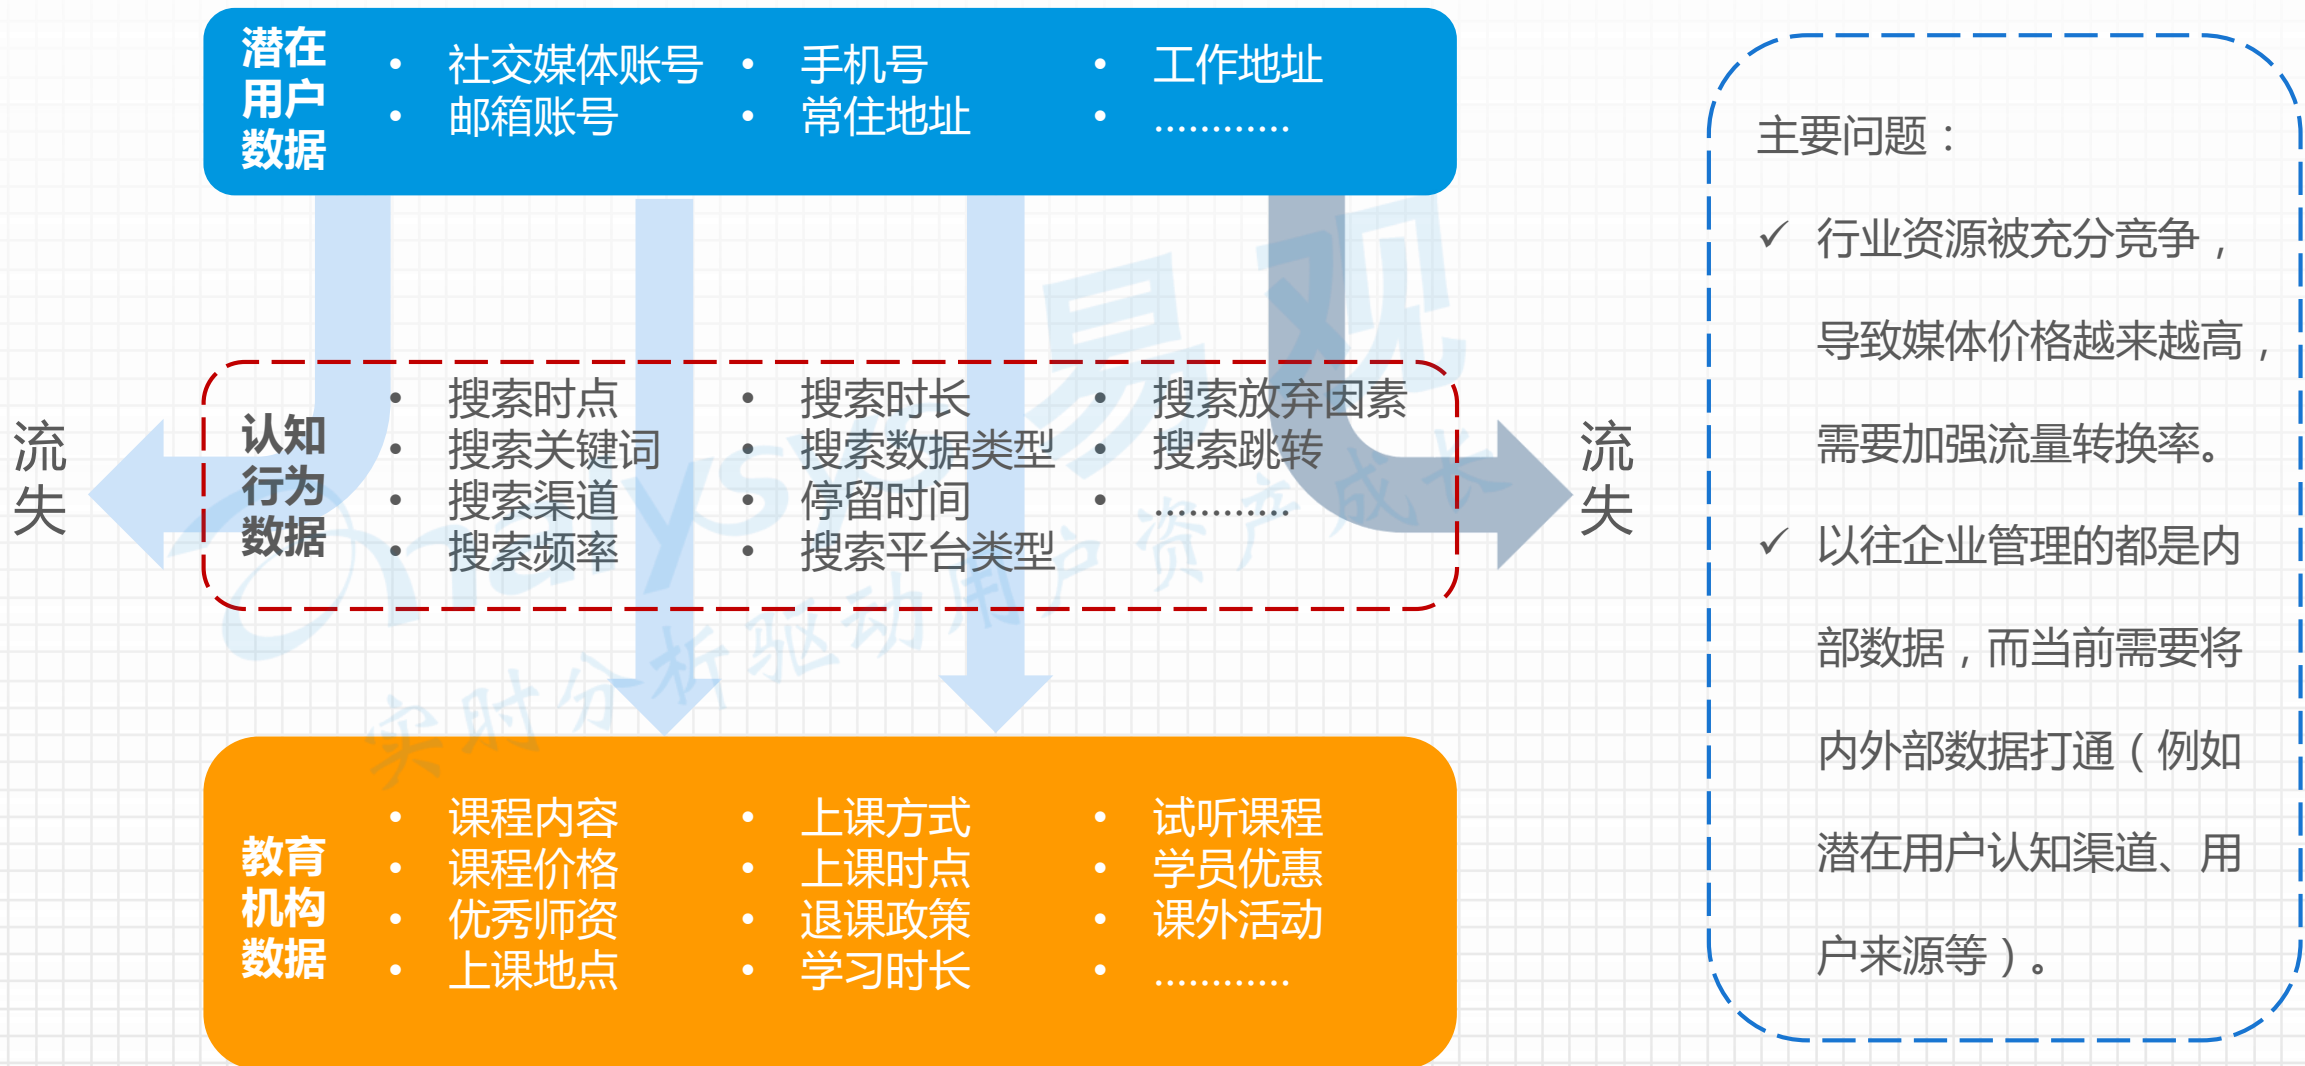 潜在
用户
数据
• 社交媒体账号
• 邮箱账号
• 手机号
• 常住地址
• 工作地址
• …………
流
失
认知
行为
数据
• 搜索时点
• 搜索关键词
• 搜索渠道
• 搜索频率
• 搜索时长
• 搜索数据类型
• 停留时间
• 搜索平台类型
• 搜索放弃因素
• 搜索跳转
• …………
流
失
教育
机构
数据
• 课程内容
• 课程价格
• 优秀师资
• 上课地点
• 上课方式
• 上课时点
• 退课政策
• 学习时长
• 试听课程
• 学员优惠
• 课外活动
• …………
主要问题：
✓ 行业资源被充分竞争，
导致媒体价格越来越高，
需要加强流量转换率。
✓ 以往企业管理的都是内
部数据，而当前需要将
内外部数据打通（例如
潜在用户认知渠道、用
户来源等）。
analysys 易观
实时分析驱动用户资产成长